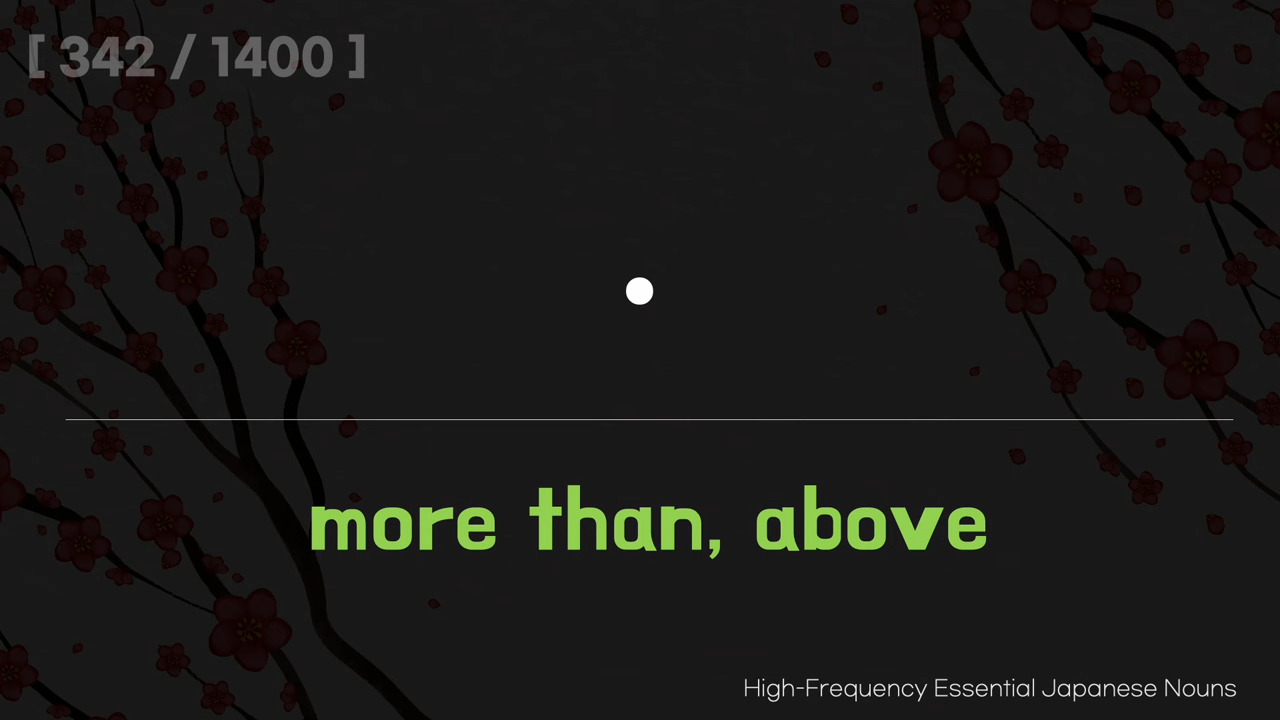 [ 342 / 1400 ]
more than, above
High-Frequency Essential Japanese Nouns